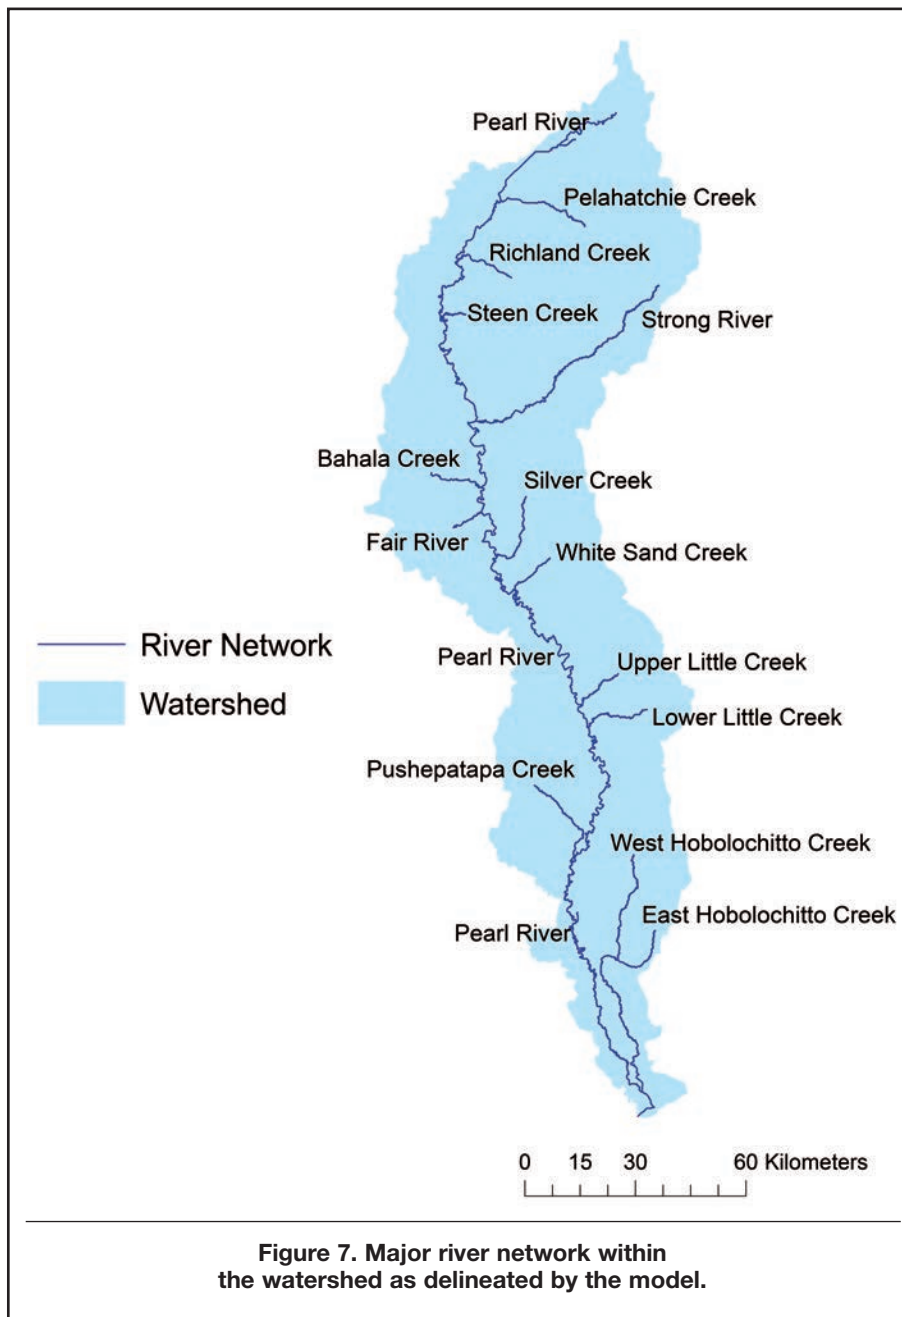 Pearl River
Pelahatchie Creek
Richland Creek
Steen Creek
Strong River
Bahala Creek
Silver Creek
Fair River
White Sand Creek
River Network
Pearl River
Upper Little Creek
Watershed
Lower Little Creek
Pushepatapa Creek
West Hobolochitto Creek
East Hobolochitto Creek
Pearl River
0 15 30 60 Kilometers
Figure 7. Major river network within
the watershed as delineated by the model.